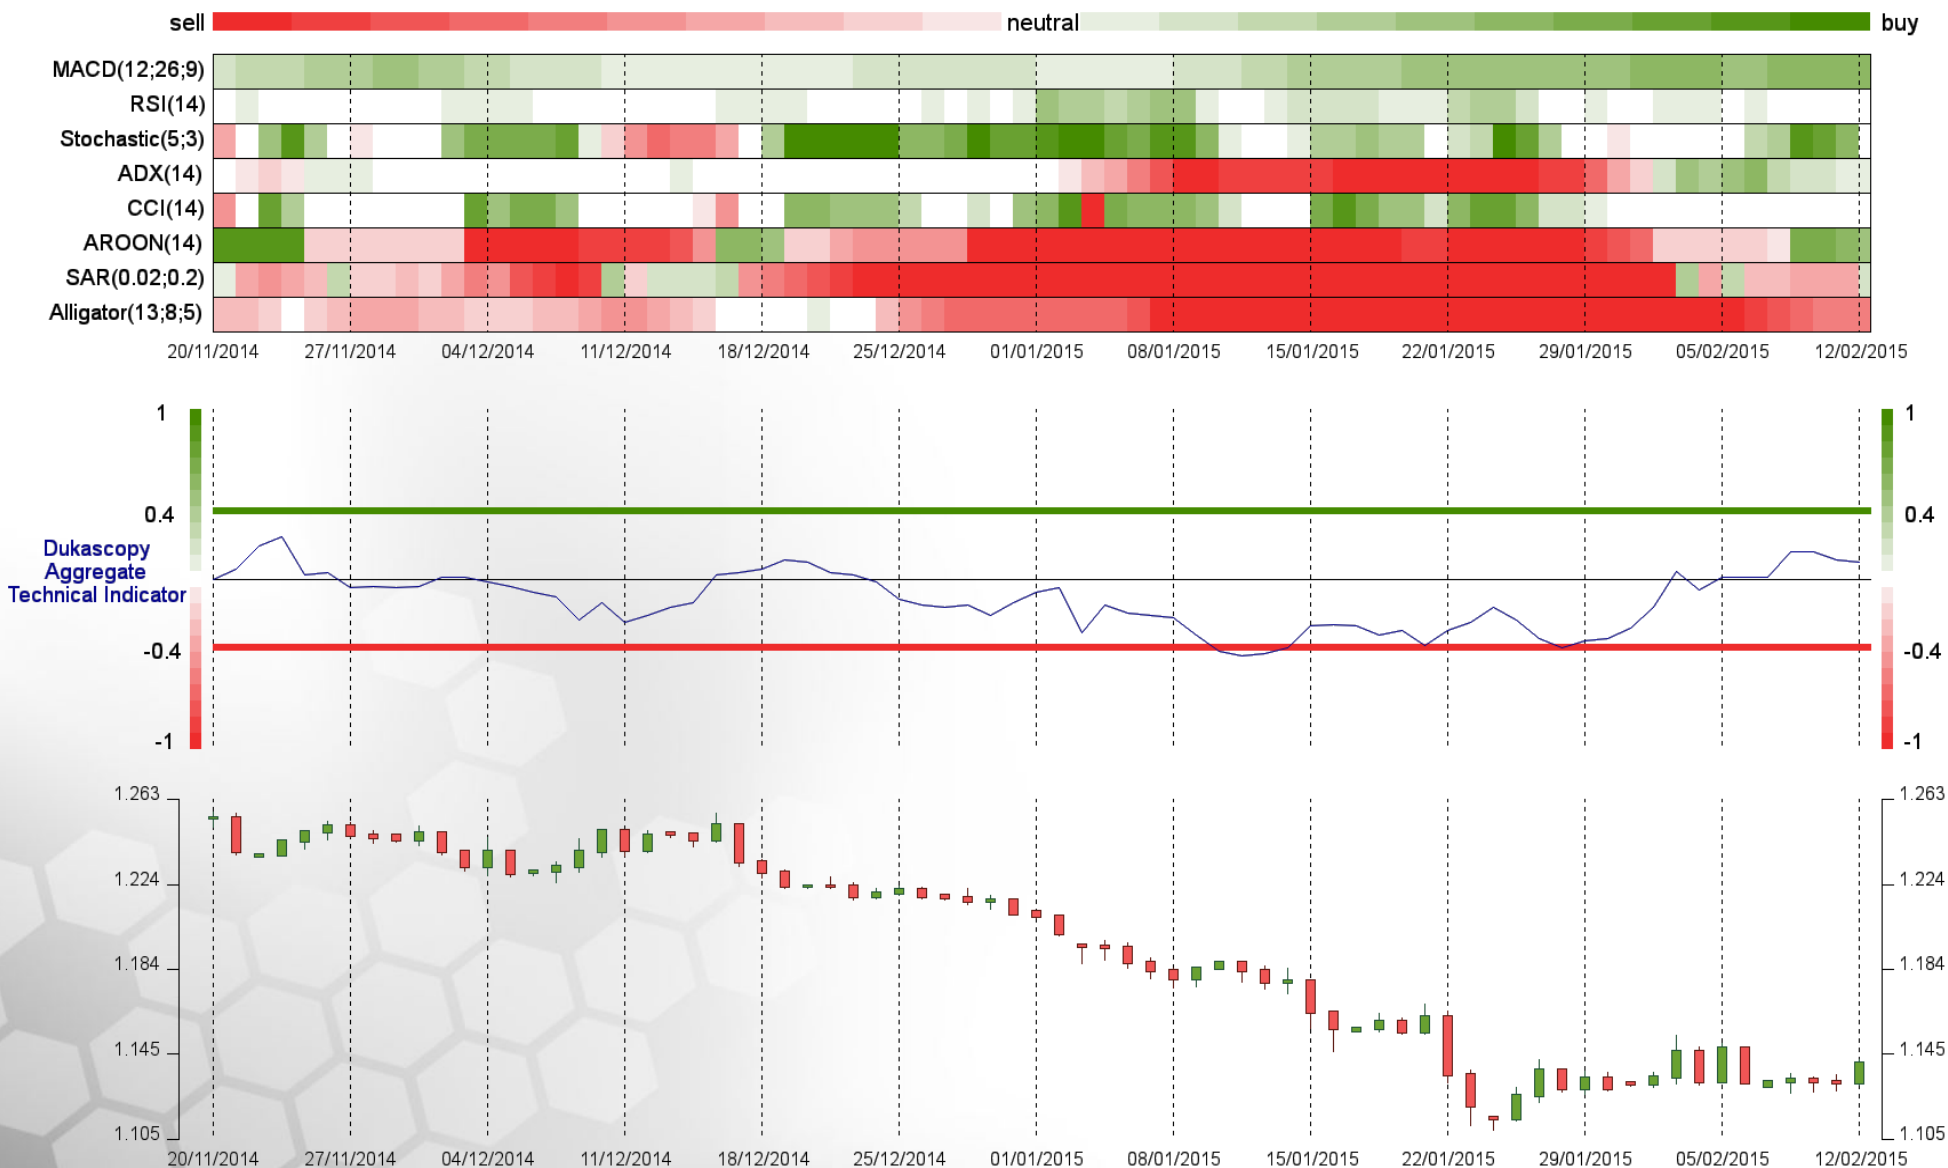 sell neutral buy
MACD(12;26;9)
RSI(14)
Stochastic(5;3)
ADX(14)
CCI(14)
AROON(14)
SAR(0.02;0.2)
Alligator(13;8;5)
20/11/2014 27/11/2014 04/12/2014 11/12/2014 18/12/2014 25/12/2014 01/01/2015 08/01/2015 15/01/2015 22/01/2015 29/01/2015 05/02/2015 12/02/2015
1 1
0.4 0.4
Dukascopy
Aggregate
Technical Indicator
-0.4 -0.4
-1 -1
1.263 1.263
1.224 1.224
1.184 1.184
1.145 1.145
1.105 1.105
20/11/2014 27/11/2014 04/12/2014 11/12/2014 18/12/2014 25/12/2014 01/01/2015 08/01/2015 15/01/2015 22/01/2015 29/01/2015 05/02/2015 12/02/2015